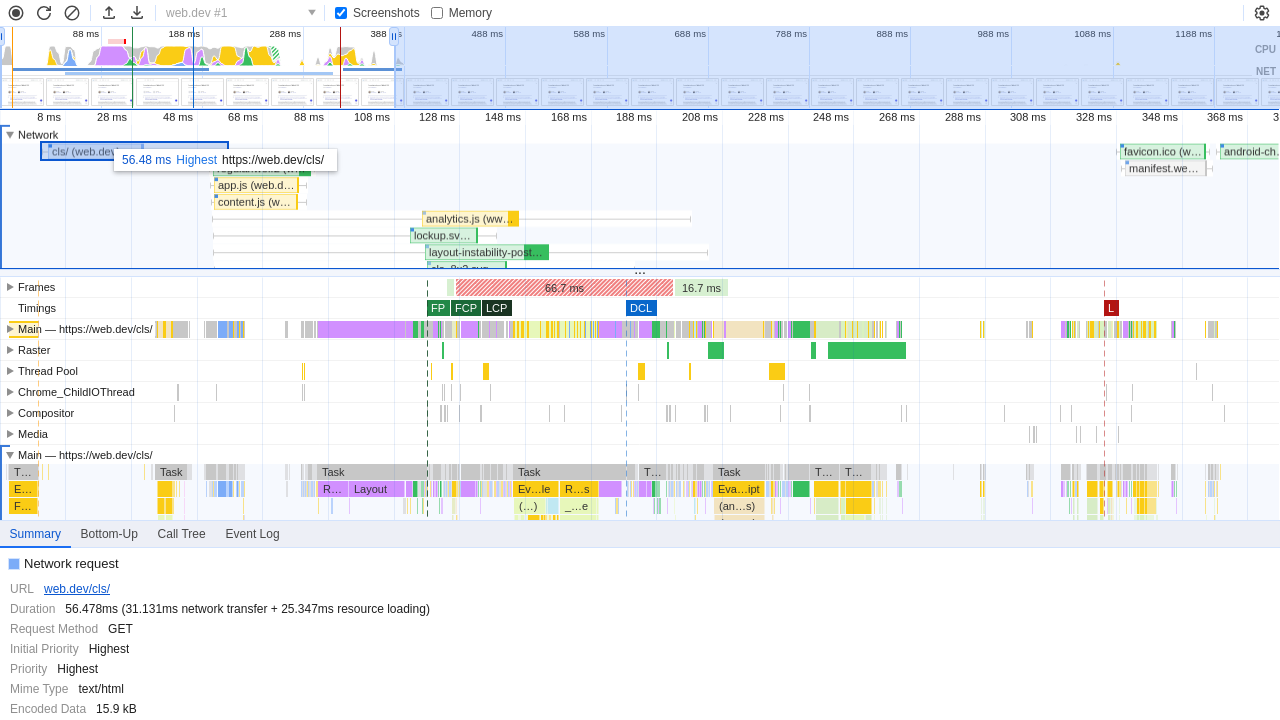 web.dev #1 Screenshots Memory
88 ms 188 ms 288 ms 388 ms 488 ms 588 ms 688 ms 788 ms 888 ms 988 ms 1088 ms 1188 ms
CPU
NET
8 ms 28 ms 48 ms 68 ms 88 ms 108 ms 128 ms 148 ms 168 ms 188 ms 208 ms 228 ms 248 ms 268 ms 288 ms 308 ms 328 ms 348 ms 368 ms
Network
cls/ (web.dev favicon.ico (w… android-ch…
56.48 ms Highest https://web.dev/cls/
manifest.we…
app.js (web.d…
content.js (w…
analytics.js (ww…
lockup.sv…
layout-instability-post…
…
Frames 66.7 ms 16.7 ms
Timings FP FCP LCP DCL L
Main — https://web.dev/cls/
Raster
Thread Pool
Chrome_ChildIOThread
Compositor
Media
Main — https://web.dev/cls/
T… Task Task Task T… Task T… T…
E… R… Layout Ev…le R…s Eva…ipt
F… (…) _…e (an…s)
Summary Bottom-Up Call Tree Event Log
Network request
URL web.dev/cls/
Duration 56.478ms (31.131ms network transfer + 25.347ms resource loading)
Request Method GET
Initial Priority Highest
Priority Highest
Mime Type text/html
Encoded Data 15.9 kB